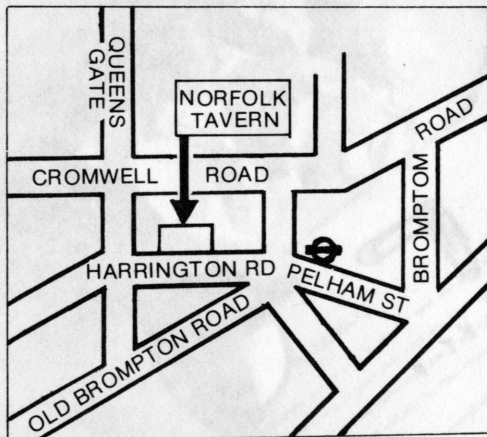 QUEENS
GATE
NORFOLK
TAVERN
ROAD
CROMWELL ROAD
BROMPTOM
HARRINGTON RD
PELHAM ST
OLD BROMPTON ROAD